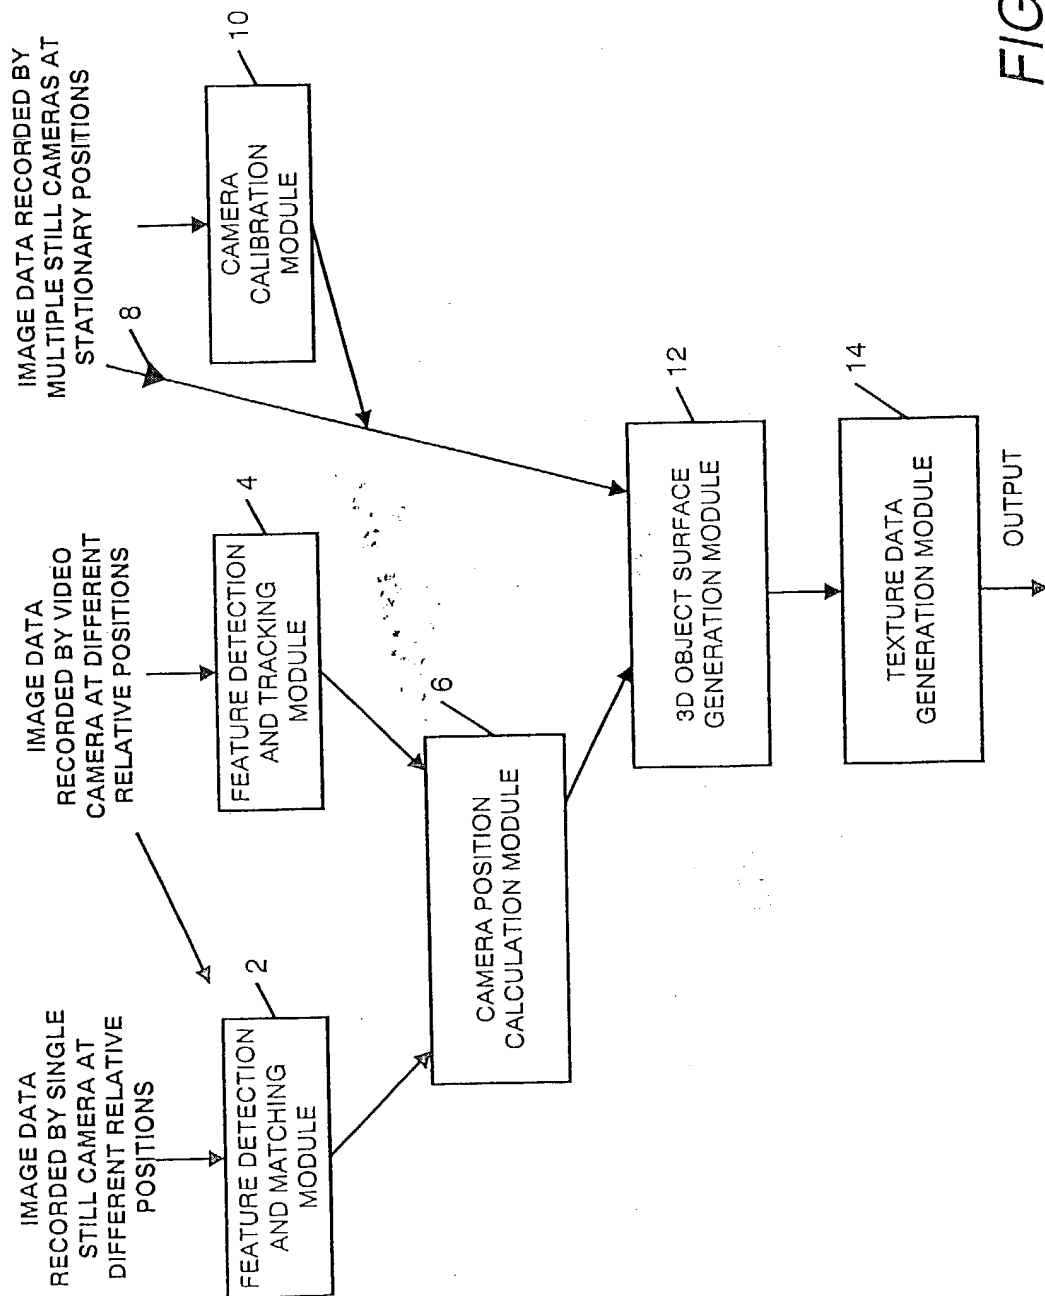 IMAGE DATA
RECORDED BY SINGLE
STILL CAMERA AT
DIFFERENT RELATIVE
POSITIONS
IMAGE DATA
RECORDED BY VIDEO
CAMERA AT DIFFERENT
RELATIVE POSITIONS
IMAGE DATA RECORDED BY
MULTIPLE STILL CAMERAS AT
STATIONARY POSITIONS
8
2
FEATURE DETECTION
AND MATCHING
MODULE
4
FEATURE DETECTION
AND TRACKING
MODULE
10
CAMERA
CALIBRATION
MODULE
6
CAMERA POSITION
CALCULATION MODULE
12
3D OBJECT SURFACE
GENERATION MODULE
14
TEXTURE DATA
GENERATION MODULE
OUTPUT
FIG